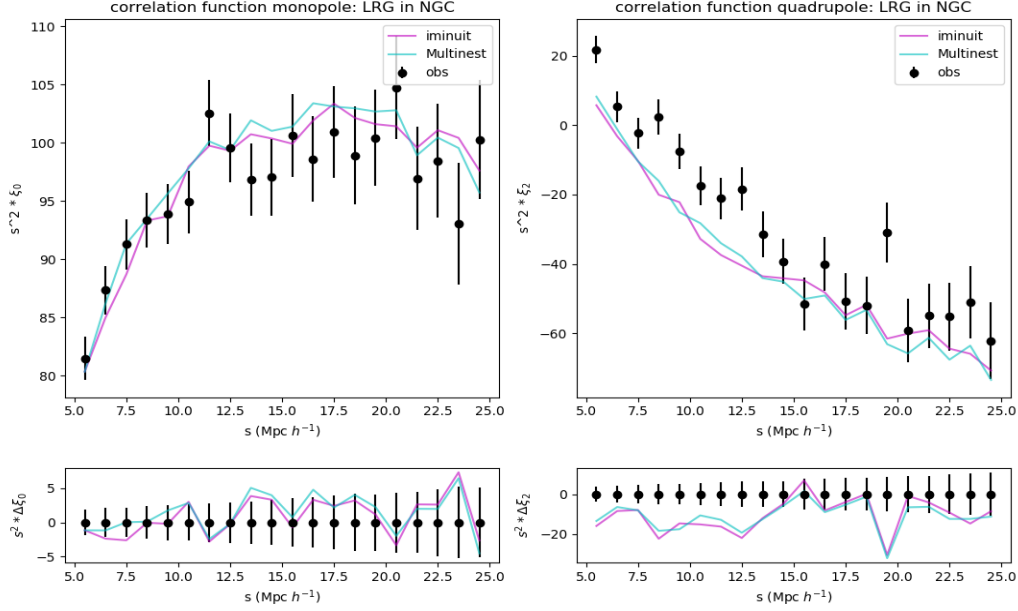 correlation function monopole: LRG in NGC
110
105
100
95
90
85
80
s^2 * ξ0
5.0 7.5 10.0 12.5 15.0 17.5 20.0 22.5 25.0
s (Mpc h⁻¹)
iminuit
Multinest
obs
correlation function quadrupole: LRG in NGC
20
0
−20
−40
−60
s^2 * ξ2
5.0 7.5 10.0 12.5 15.0 17.5 20.0 22.5 25.0
s (Mpc h⁻¹)
iminuit
Multinest
obs
5
0
−5
s² * Δξ0
5.0 7.5 10.0 12.5 15.0 17.5 20.0 22.5 25.0
s (Mpc h⁻¹)
0
−20
s² * Δξ2
5.0 7.5 10.0 12.5 15.0 17.5 20.0 22.5 25.0
s (Mpc h⁻¹)